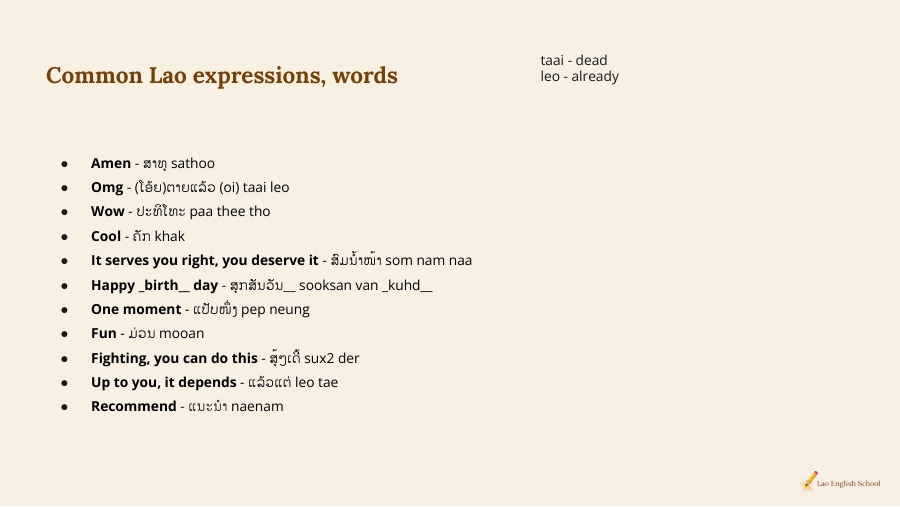 Common Lao expressions, words
taai - dead
leo - already
● Amen - ສາທຸ sathoo
● Omg - (ໂອ້ຍ)ຕາຍແລ້ວ (oi) taai leo
● Wow - ປະທິໂທະ paa thee tho
● Cool - ຄັກ khak
● It serves you right, you deserve it - ສົມນ້ຳໜ້າ som nam naa
● Happy _birth__ day - ສຸກສັນວັນ__ sooksan van _kuhd__
● One moment - ແປັບໜຶ່ງ pep neung
● Fun - ມ່ວນ mooan
● Fighting, you can do this - ສູ້ໆເດີ້ sux2 der
● Up to you, it depends - ແລ້ວແຕ່ leo tae
● Recommend - ແນະນຳ naenam
Lao English School